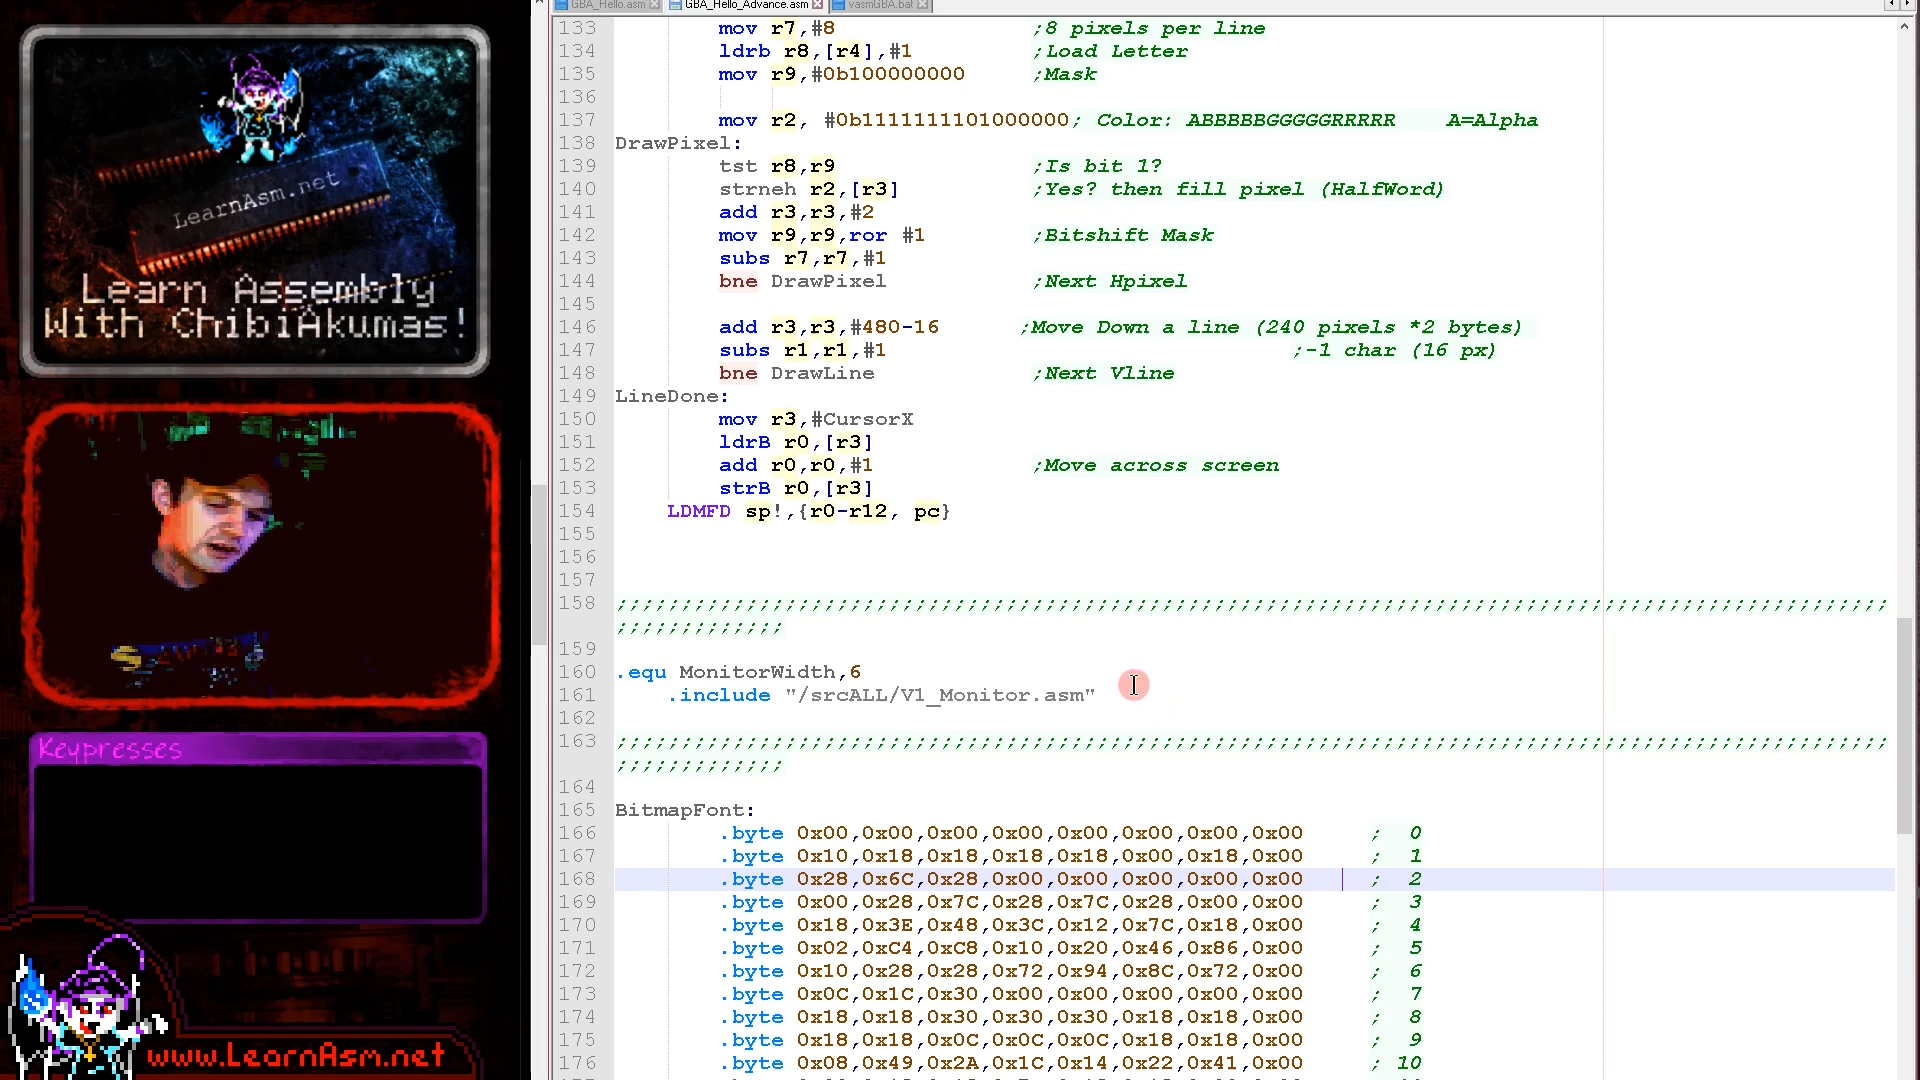 GBA_Hello.asm GBA_Hello_Advance.asm vasmGBA.bat
LearnAsm.net
Learn Assembly
With ChibiAkumas!
Keypresses
www.LearnAsm.net
133 mov r7,#8 ;8 pixels per line
134 ldrb r8,[r4],#1 ;Load Letter
135 mov r9,#0b100000000 ;Mask
136
137 mov r2, #0b1111111101000000; Color: ABBBBBGGGGGRRRRR A=Alpha
138 DrawPixel:
139 tst r8,r9 ;Is bit 1?
140 strneh r2,[r3] ;Yes? then fill pixel (HalfWord)
141 add r3,r3,#2
142 mov r9,r9,ror #1 ;Bitshift Mask
143 subs r7,r7,#1
144 bne DrawPixel ;Next Hpixel
145
146 add r3,r3,#480-16 ;Move Down a line (240 pixels *2 bytes)
147 subs r1,r1,#1 ;-1 char (16 px)
148 bne DrawLine ;Next Vline
149 LineDone:
150 mov r3,#CursorX
151 ldrB r0,[r3]
152 add r0,r0,#1 ;Move across screen
153 strB r0,[r3]
154 LDMFD sp!,{r0-r12, pc}
155
156
157
158 ;;;;;;;;;;;;;;;;;;;;;;;;;;;;;;;;;;;;;;;;;;;;;;;;;;;;;;;;;;;;;;;;;;;;;;;;;;;;;;;;;;;;;;;;;;;;;;;;;;
;;;;;;;;;;;;;
159
160 .equ MonitorWidth,6
161 .include "/srcALL/V1_Monitor.asm"
162
163 ;;;;;;;;;;;;;;;;;;;;;;;;;;;;;;;;;;;;;;;;;;;;;;;;;;;;;;;;;;;;;;;;;;;;;;;;;;;;;;;;;;;;;;;;;;;;;;;;;;
;;;;;;;;;;;;;
164
165 BitmapFont:
166 .byte 0x00,0x00,0x00,0x00,0x00,0x00,0x00,0x00 ; 0
167 .byte 0x10,0x18,0x18,0x18,0x18,0x00,0x18,0x00 ; 1
168 .byte 0x28,0x6C,0x28,0x00,0x00,0x00,0x00,0x00 ; 2
169 .byte 0x00,0x28,0x7C,0x28,0x7C,0x28,0x00,0x00 ; 3
170 .byte 0x18,0x3E,0x48,0x3C,0x12,0x7C,0x18,0x00 ; 4
171 .byte 0x02,0xC4,0xC8,0x10,0x20,0x46,0x86,0x00 ; 5
172 .byte 0x10,0x28,0x28,0x72,0x94,0x8C,0x72,0x00 ; 6
173 .byte 0x0C,0x1C,0x30,0x00,0x00,0x00,0x00,0x00 ; 7
174 .byte 0x18,0x18,0x30,0x30,0x30,0x18,0x18,0x00 ; 8
175 .byte 0x18,0x18,0x0C,0x0C,0x0C,0x18,0x18,0x00 ; 9
176 .byte 0x08,0x49,0x2A,0x1C,0x14,0x22,0x41,0x00 ; 10